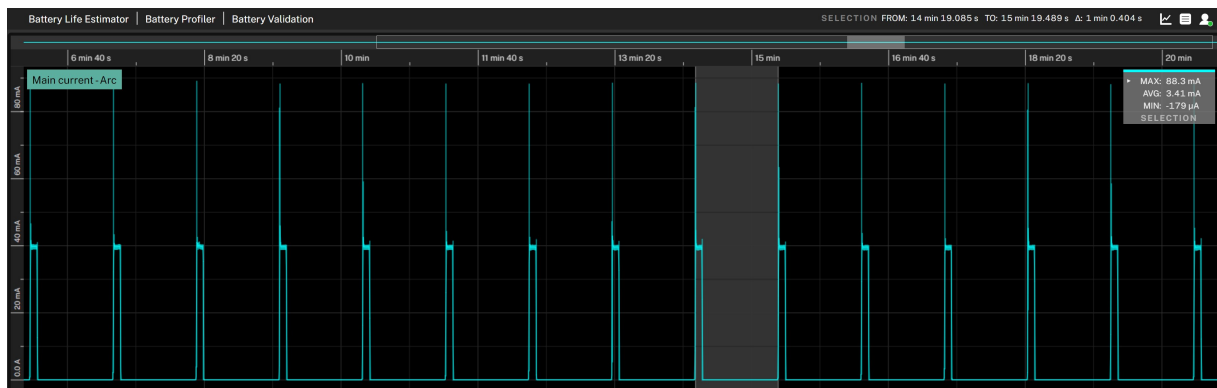 Battery Life Estimator | Battery Profiler | Battery Validation
SELECTION FROM: 14 min 19.085 s TO: 15 min 19.489 s Δ: 1 min 0.404 s
6 min 40 s
8 min 20 s
10 min
11 min 40 s
13 min 20 s
15 min
16 min 40 s
18 min 20 s
20 min
Main current - Arc
MAX: 88.3 mA
AVG: 3.41 mA
MIN: -179 µA
SELECTION
80 mA
60 mA
40 mA
20 mA
0.0 A